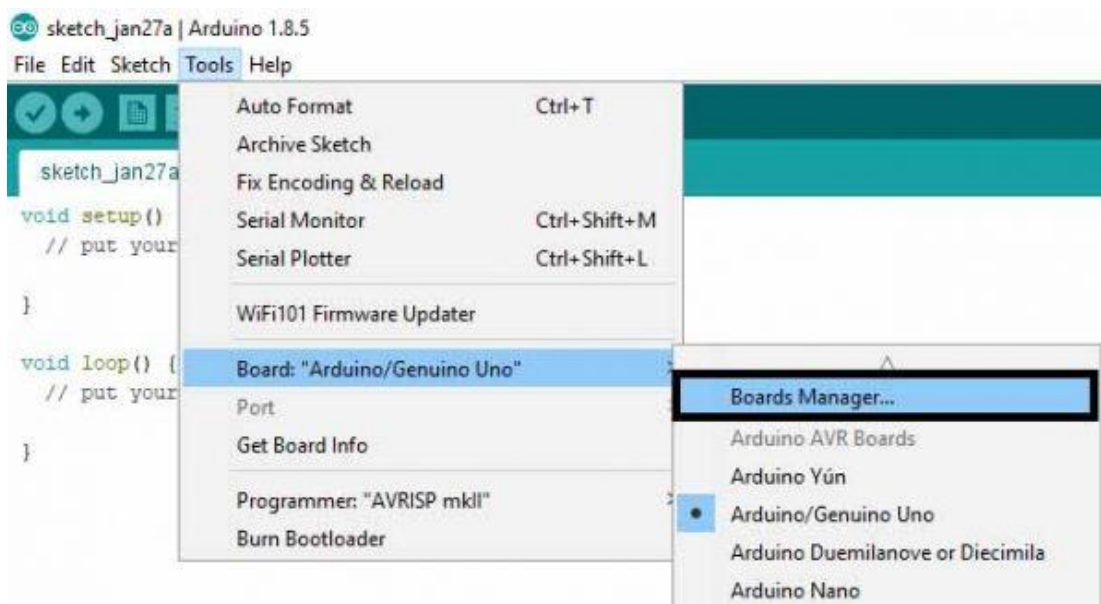 sketch_jan27a | Arduino 1.8.5
File Edit Sketch Tools Help
sketch_jan27a
void setup()
// put your
}
void loop() {
// put your
}
Auto Format Ctrl+T
Archive Sketch
Fix Encoding & Reload
Serial Monitor Ctrl+Shift+M
Serial Plotter Ctrl+Shift+L
WiFi101 Firmware Updater
Board: "Arduino/Genuino Uno"
Port
Get Board Info
Programmer: "AVRISP mkII"
Burn Bootloader
Boards Manager...
Arduino AVR Boards
Arduino Yún
Arduino/Genuino Uno
Arduino Duemilanove or Diecimila
Arduino Nano